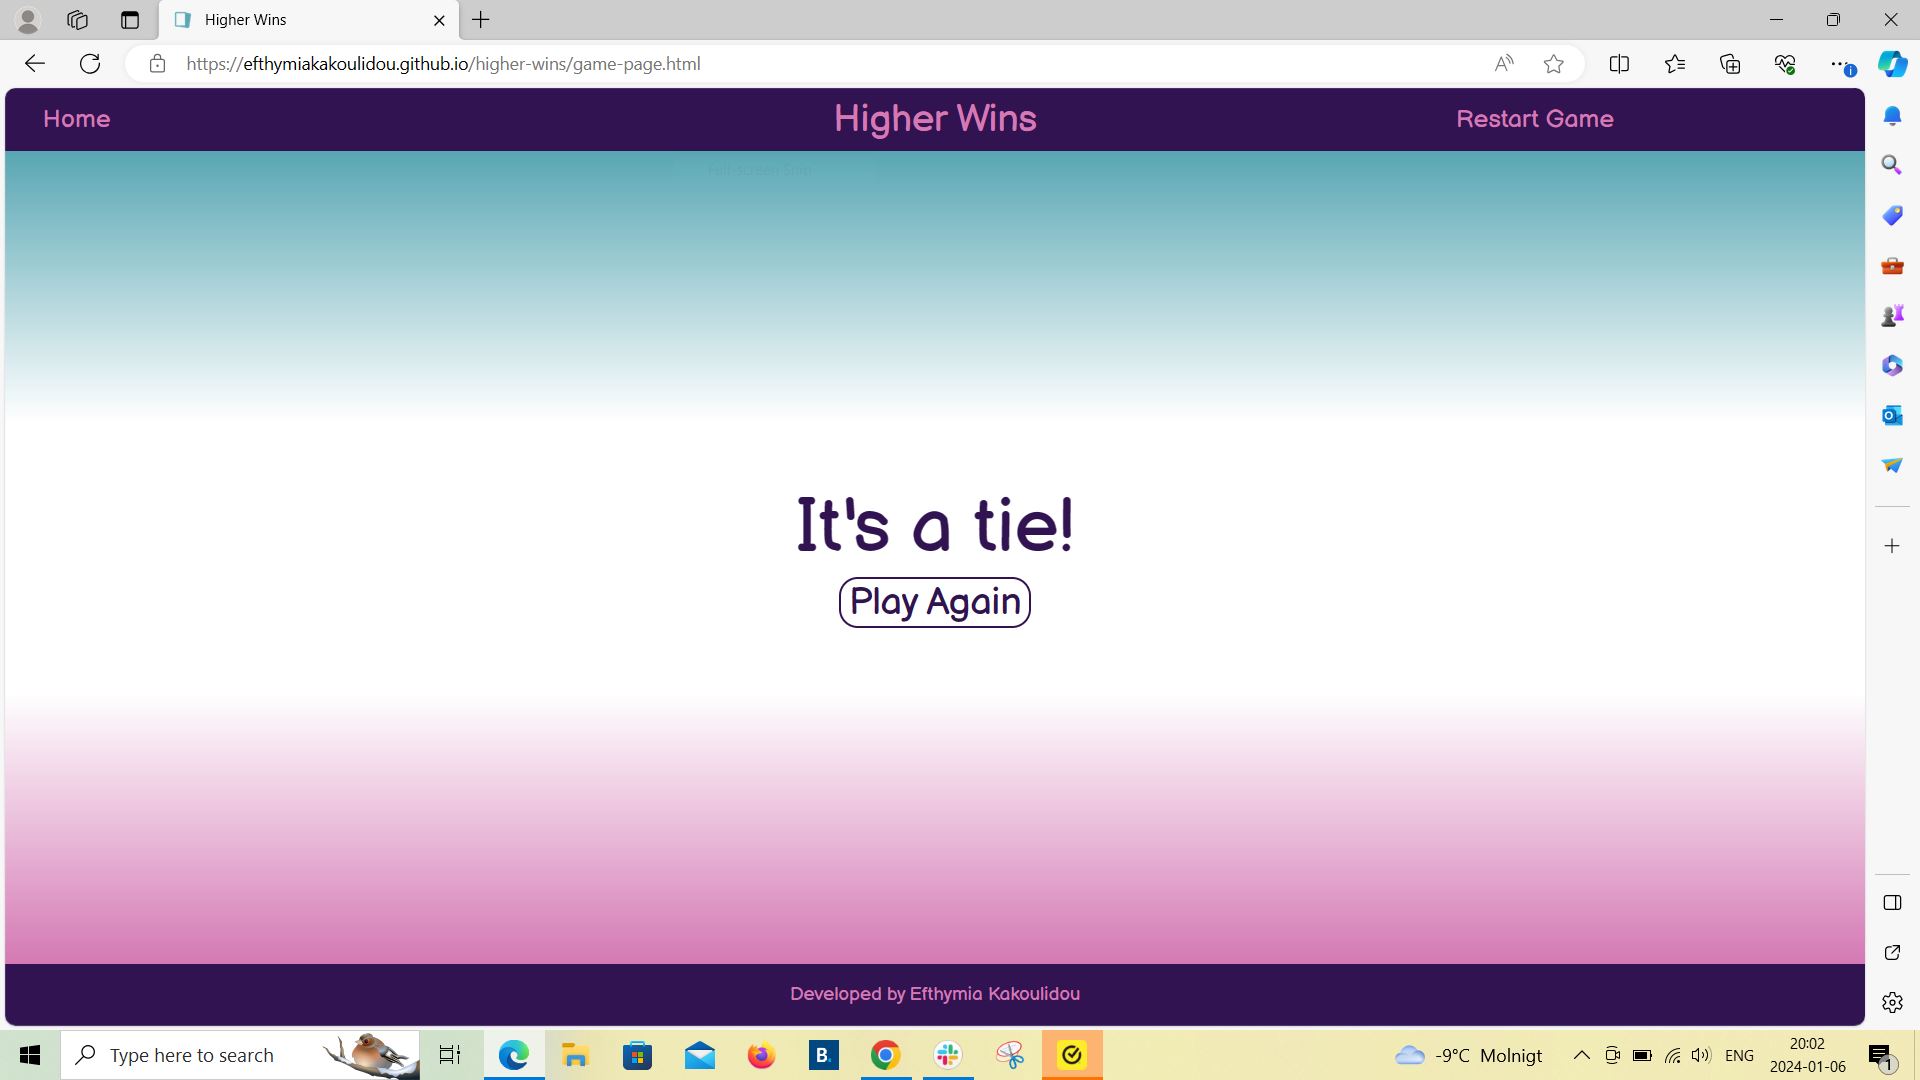 Higher Wins
https://efthymiakakoulidou.github.io/higher-wins/game-page.html
Home
Higher Wins
Restart Game
Full-screen Snip
It's a tie!
Play Again
Developed by Efthymia Kakoulidou
Type here to search
B.
-9°C Molnigt
ENG
20:02
2024-01-06
1